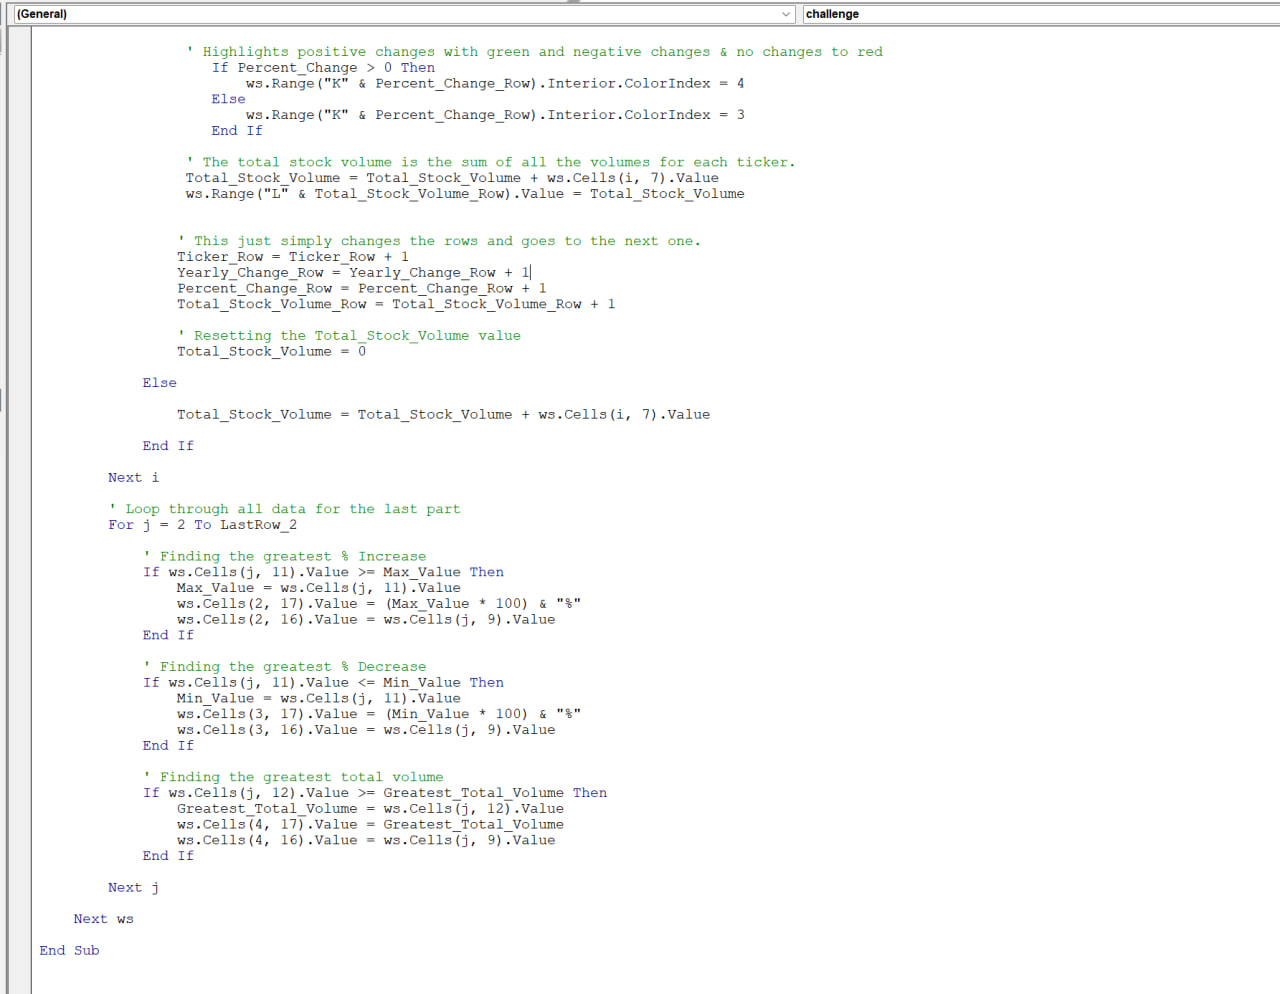 (General)
challenge
' Highlights positive changes with green and negative changes & no changes to red
If Percent_Change > 0 Then
ws.Range("K" & Percent_Change_Row).Interior.ColorIndex = 4
Else
ws.Range("K" & Percent_Change_Row).Interior.ColorIndex = 3
End If
' The total stock volume is the sum of all the volumes for each ticker.
Total_Stock_Volume = Total_Stock_Volume + ws.Cells(i, 7).Value
ws.Range("L" & Total_Stock_Volume_Row).Value = Total_Stock_Volume
' This just simply changes the rows and goes to the next one.
Ticker_Row = Ticker_Row + 1
Yearly_Change_Row = Yearly_Change_Row + 1
Percent_Change_Row = Percent_Change_Row + 1
Total_Stock_Volume_Row = Total_Stock_Volume_Row + 1
' Resetting the Total_Stock_Volume value
Total_Stock_Volume = 0
Else
Total_Stock_Volume = Total_Stock_Volume + ws.Cells(i, 7).Value
End If
Next i
' Loop through all data for the last part
For j = 2 To LastRow_2
' Finding the greatest % Increase
If ws.Cells(j, 11).Value >= Max_Value Then
Max_Value = ws.Cells(j, 11).Value
ws.Cells(2, 17).Value = (Max_Value * 100) & "%"
ws.Cells(2, 16).Value = ws.Cells(j, 9).Value
End If
' Finding the greatest % Decrease
If ws.Cells(j, 11).Value <= Min_Value Then
Min_Value = ws.Cells(j, 11).Value
ws.Cells(3, 17).Value = (Min_Value * 100) & "%"
ws.Cells(3, 16).Value = ws.Cells(j, 9).Value
End If
' Finding the greatest total volume
If ws.Cells(j, 12).Value >= Greatest_Total_Volume Then
Greatest_Total_Volume = ws.Cells(j, 12).Value
ws.Cells(4, 17).Value = Greatest_Total_Volume
ws.Cells(4, 16).Value = ws.Cells(j, 9).Value
End If
Next j
Next ws
End Sub